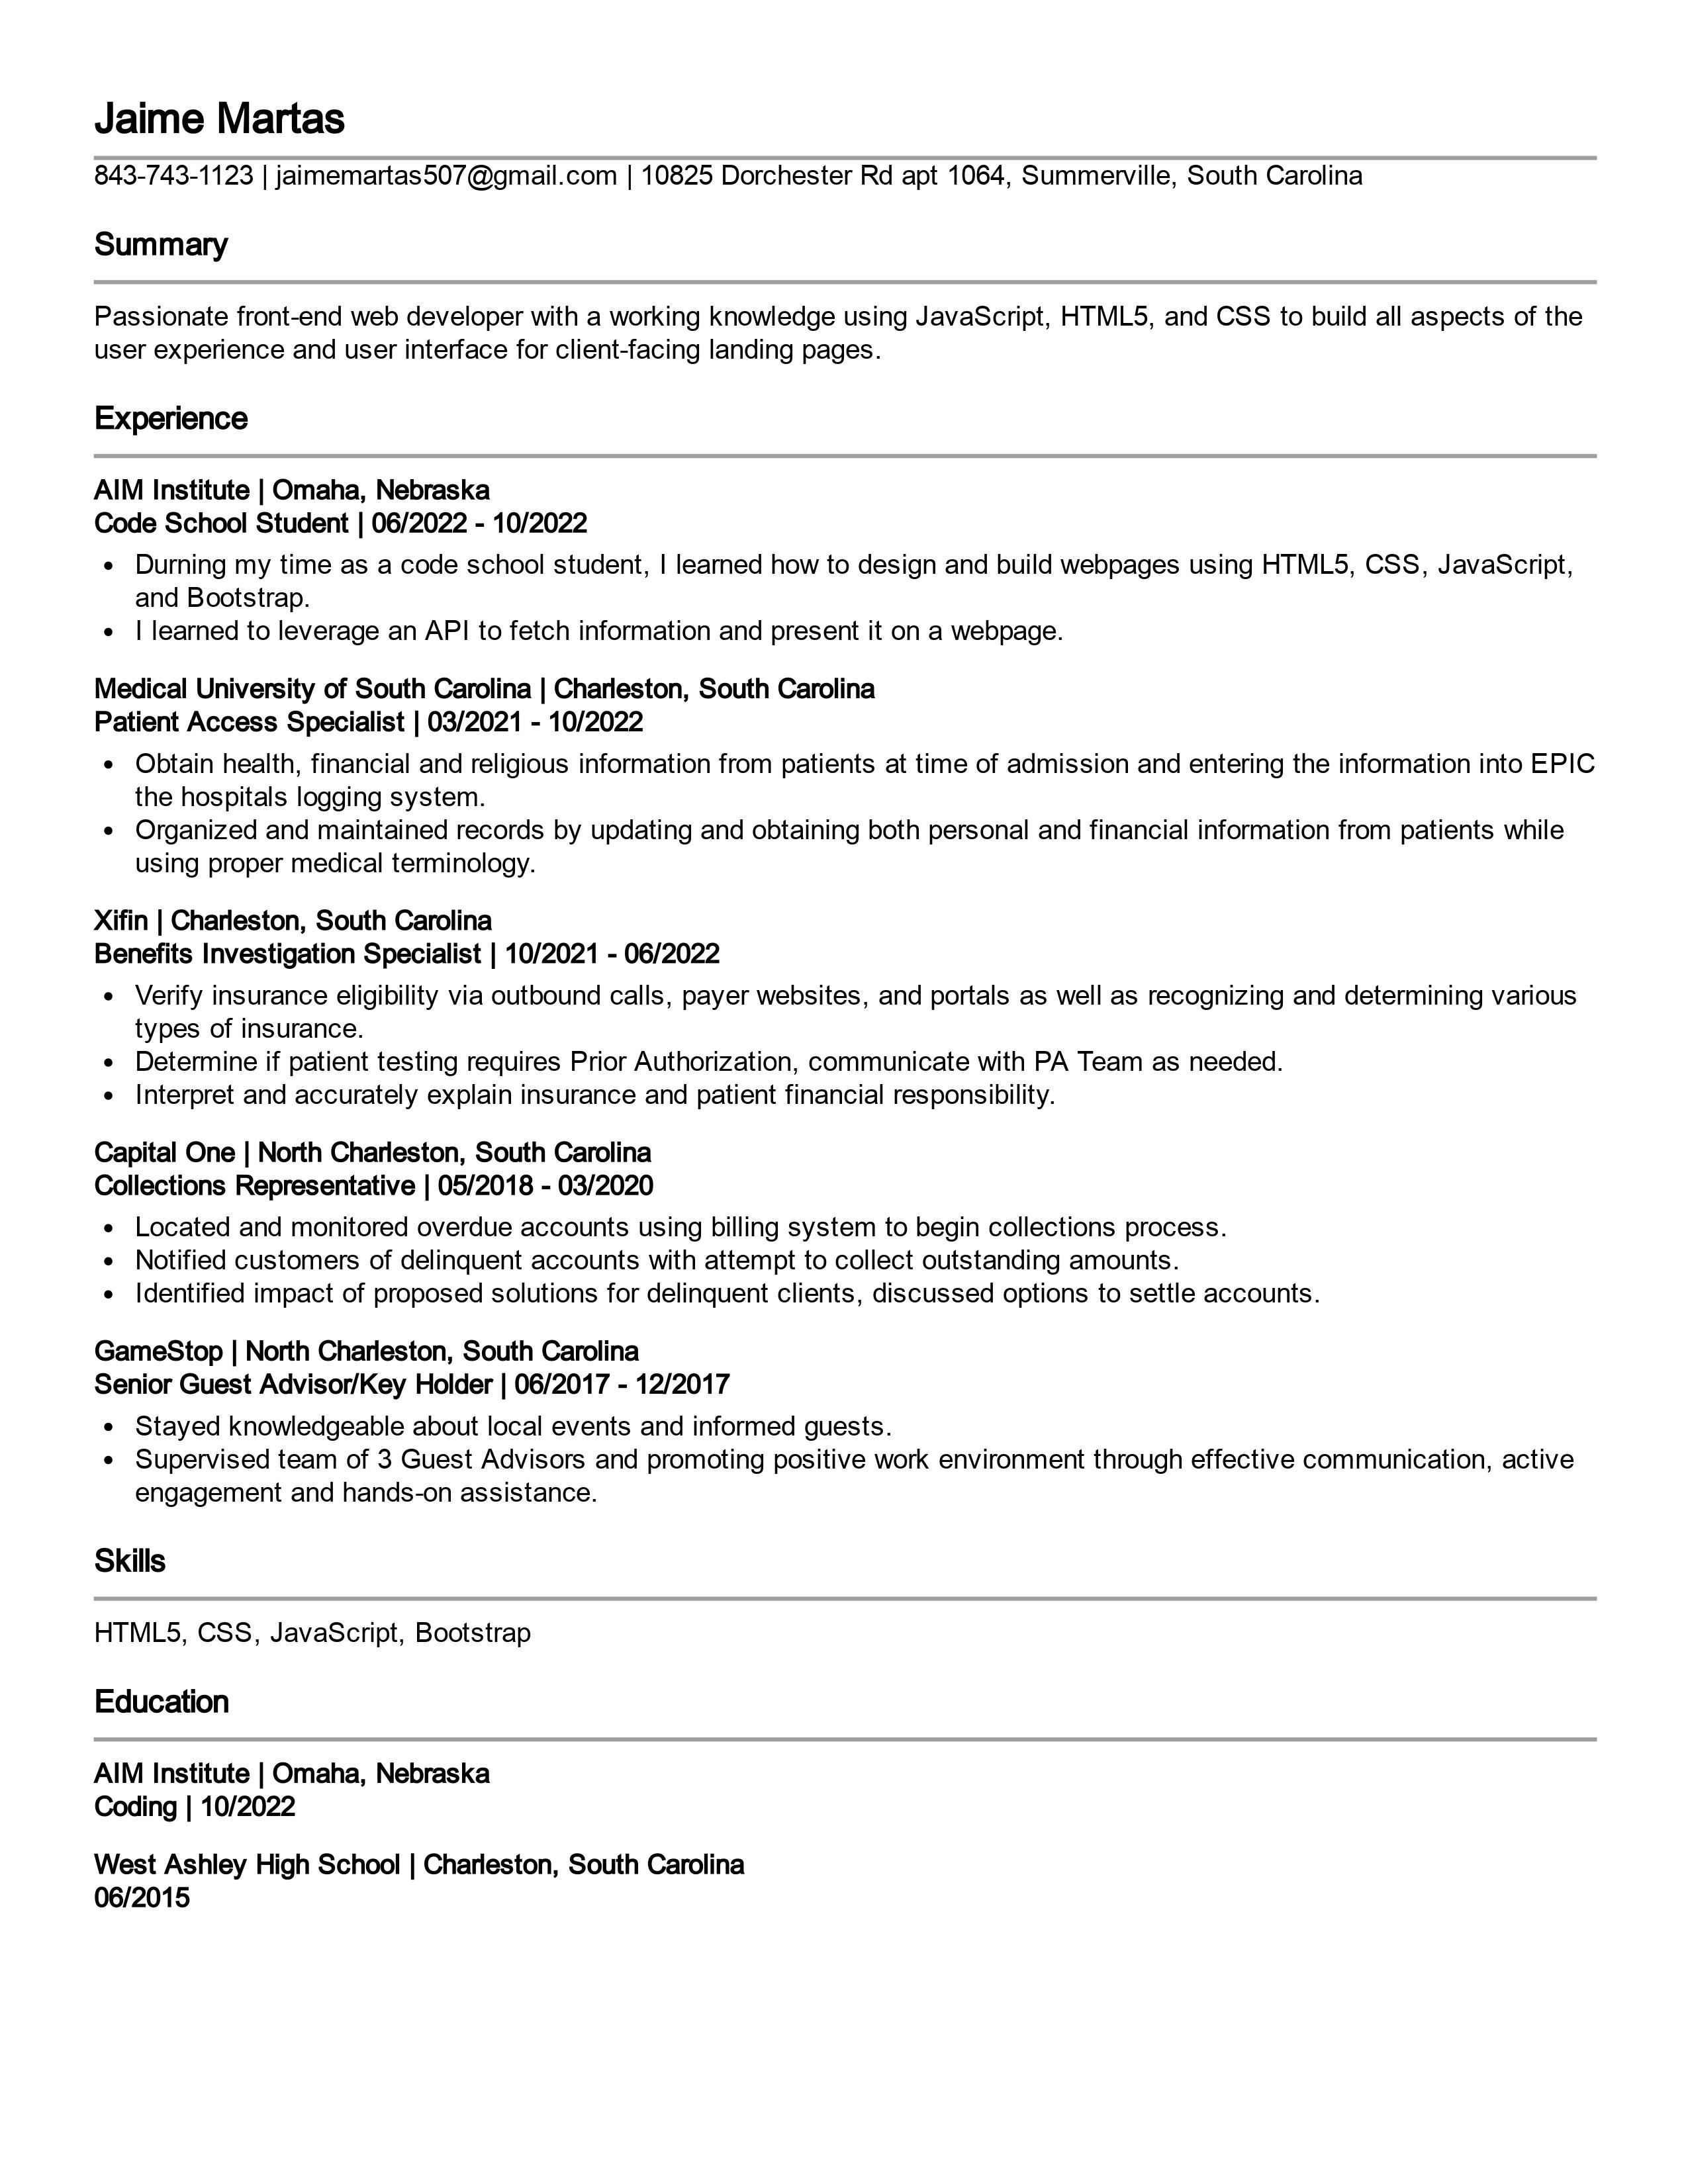 Jaime Martas
843-743-1123 | jaimemartas507@gmail.com | 10825 Dorchester Rd apt 1064, Summerville, South Carolina
Summary
Passionate front-end web developer with a working knowledge using JavaScript, HTML5, and CSS to build all aspects of the
user experience and user interface for client-facing landing pages.
Experience
AIM Institute | Omaha, Nebraska
Code School Student | 06/2022 - 10/2022
• Durning my time as a code school student, I learned how to design and build webpages using HTML5, CSS, JavaScript,
and Bootstrap.
• I learned to leverage an API to fetch information and present it on a webpage.
Medical University of South Carolina | Charleston, South Carolina
Patient Access Specialist | 03/2021 - 10/2022
• Obtain health, financial and religious information from patients at time of admission and entering the information into EPIC
the hospitals logging system.
• Organized and maintained records by updating and obtaining both personal and financial information from patients while
using proper medical terminology.
Xifin | Charleston, South Carolina
Benefits Investigation Specialist | 10/2021 - 06/2022
• Verify insurance eligibility via outbound calls, payer websites, and portals as well as recognizing and determining various
types of insurance.
• Determine if patient testing requires Prior Authorization, communicate with PA Team as needed.
• Interpret and accurately explain insurance and patient financial responsibility.
Capital One | North Charleston, South Carolina
Collections Representative | 05/2018 - 03/2020
• Located and monitored overdue accounts using billing system to begin collections process.
• Notified customers of delinquent accounts with attempt to collect outstanding amounts.
• Identified impact of proposed solutions for delinquent clients, discussed options to settle accounts.
GameStop | North Charleston, South Carolina
Senior Guest Advisor/Key Holder | 06/2017 - 12/2017
• Stayed knowledgeable about local events and informed guests.
• Supervised team of 3 Guest Advisors and promoting positive work environment through effective communication, active
engagement and hands-on assistance.
Skills
HTML5, CSS, JavaScript, Bootstrap
Education
AIM Institute | Omaha, Nebraska
Coding | 10/2022
West Ashley High School | Charleston, South Carolina
06/2015